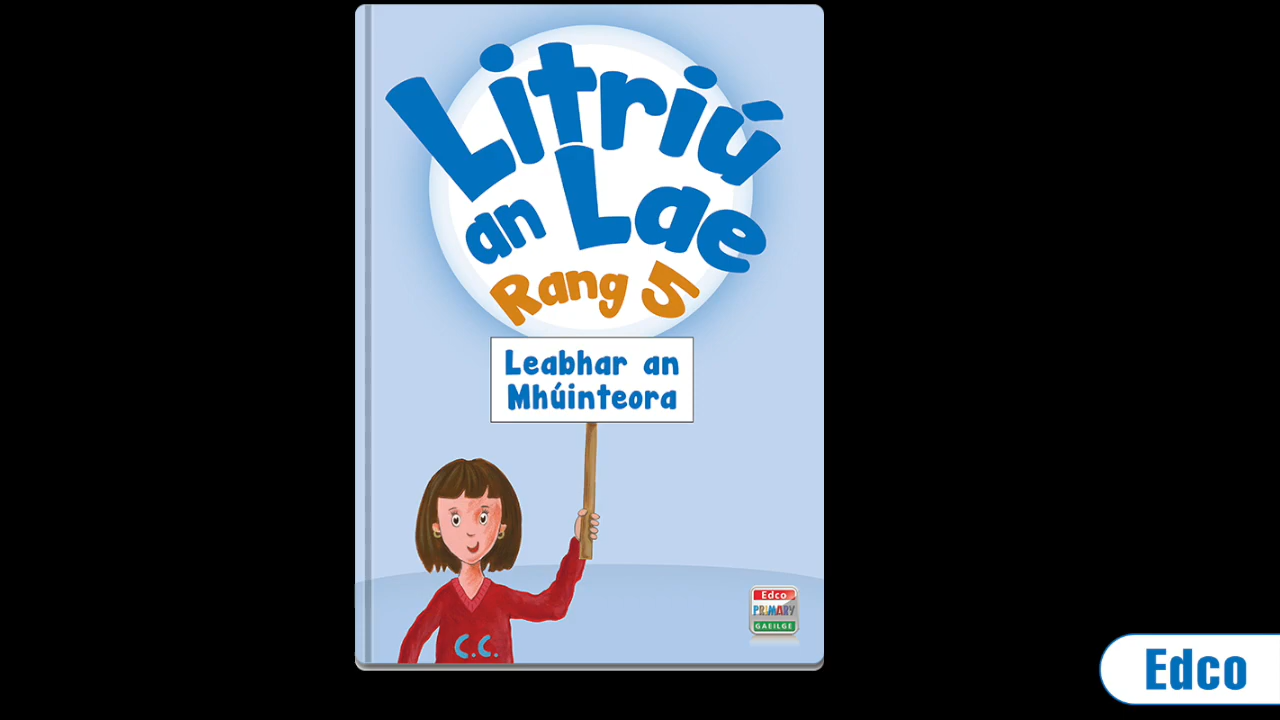 Litriú
an Lae
Rang 5
Leabhar an
Mhúinteora
C.C.
Edco
PRIMARY
GAEILGE
Edco